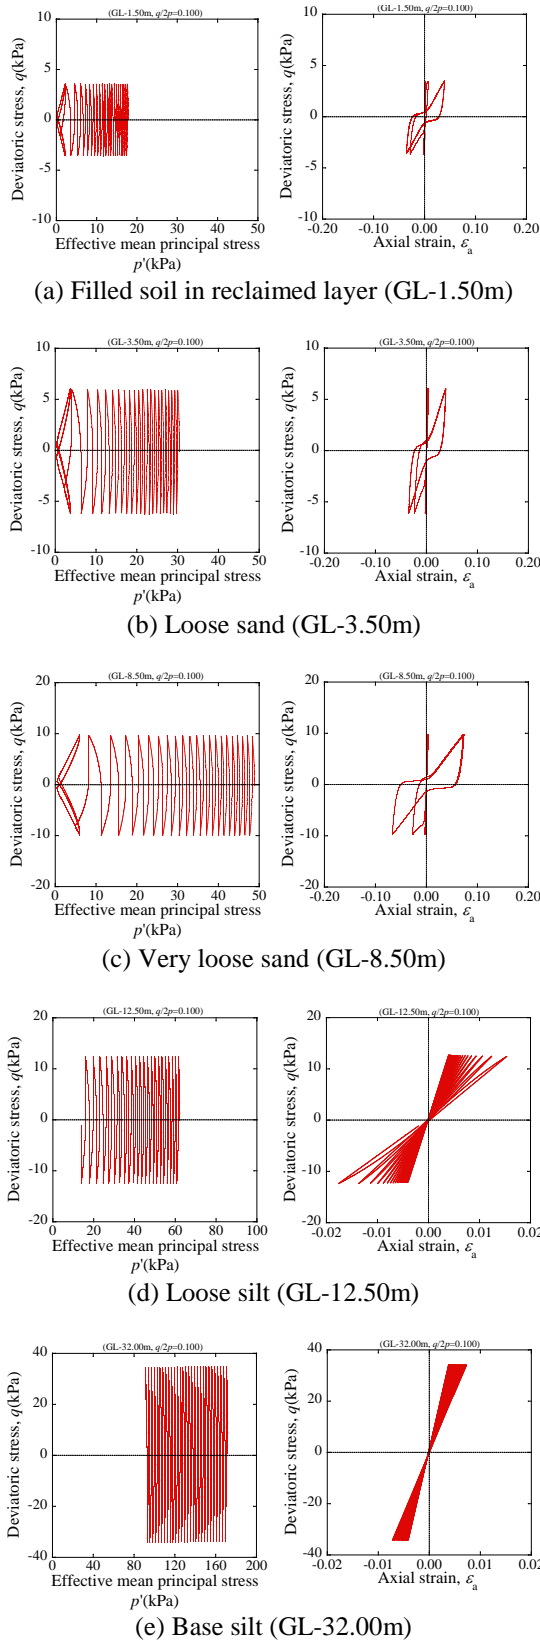 (GL-1.50m, q/2p=0.100)
(GL-1.50m, q/2p=0.100)
Deviatoric stress, q(kPa)
10
5
0
-5
-10
0 10 20 30 40 50
Effective mean principal stress
p'(kPa)
Deviatoric stress, q(kPa)
10
5
0
-5
-10
-0.20 -0.10 0.00 0.10 0.20
Axial strain, εa
(a) Filled soil in reclaimed layer (GL-1.50m)
(GL-3.50m, q/2p=0.100)
(GL-3.50m, q/2p=0.100)
Deviatoric stress, q(kPa)
10
5
0
-5
-10
0 10 20 30 40 50
Effective mean principal stress
p'(kPa)
Deviatoric stress, q(kPa)
10
5
0
-5
-10
-0.20 -0.10 0.00 0.10 0.20
Axial strain, εa
(b) Loose sand (GL-3.50m)
(GL-8.50m, q/2p=0.100)
(GL-8.50m, q/2p=0.100)
Deviatoric stress, q(kPa)
20
10
0
-10
-20
0 10 20 30 40 50
Effective mean principal stress
p'(kPa)
Deviatoric stress, q(kPa)
20
10
0
-10
-20
-0.20 -0.10 0.00 0.10 0.20
Axial strain, εa
(c) Very loose sand (GL-8.50m)
(GL-12.50m, q/2p=0.100)
(GL-12.50m, q/2p=0.100)
Deviatoric stress, q(kPa)
20
10
0
-10
-20
0 20 40 60 80 100
Effective mean principal stress
p'(kPa)
Deviatoric stress, q(kPa)
20
10
0
-10
-20
-0.02 -0.01 0.00 0.01 0.02
Axial strain, εa
(d) Loose silt (GL-12.50m)
(GL-32.00m, q/2p=0.100)
(GL-32.00m, q/2p=0.100)
Deviatoric stress, q(kPa)
40
20
0
-20
-40
0 40 80 120 160 200
Effective mean principal stress
p'(kPa)
Deviatoric stress, q(kPa)
40
20
0
-20
-40
-0.02 -0.01 0.00 0.01 0.02
Axial strain, εa
(e) Base silt (GL-32.00m)